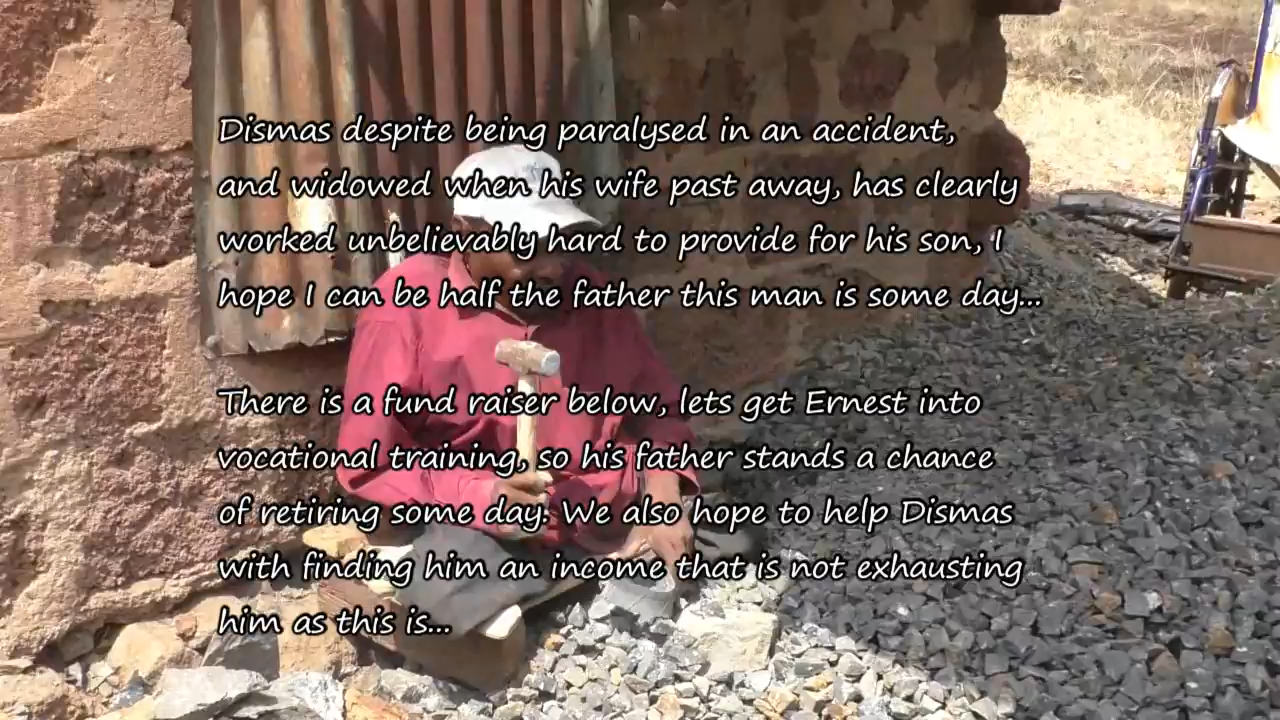 Dismas despite being paralysed in an accident,
and widowed when his wife past away, has clearly
worked unbelievably hard to provide for his son, I
hope I can be half the father this man is some day...
There is a fund raiser below, lets get Ernest into
vocational training, so his father stands a chance
of retiring some day. We also hope to help Dismas
with finding him an income that is not exhausting
him as this is...